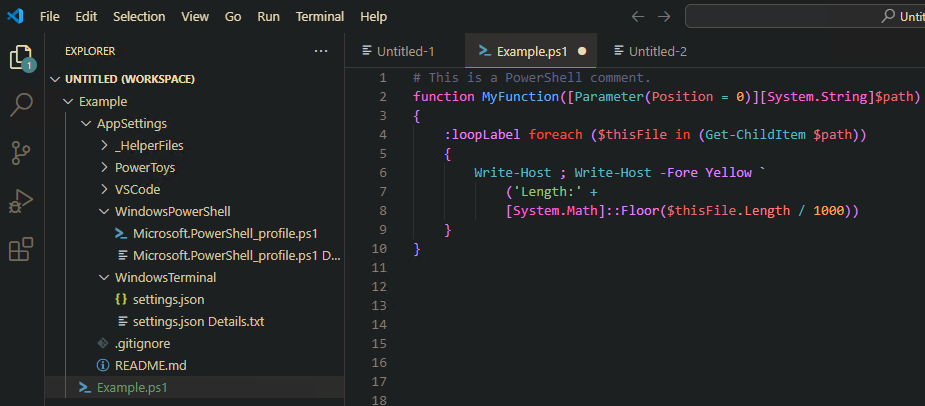 File Edit Selection View Go Run Terminal Help
Untit
EXPLORER
1
UNTITLED (WORKSPACE)
Example
AppSettings
_HelperFiles
PowerToys
VSCode
WindowsPowerShell
Microsoft.PowerShell_profile.ps1
Microsoft.PowerShell_profile.ps1 D...
WindowsTerminal
{} settings.json
settings.json Details.txt
.gitignore
README.md
Example.ps1
Untitled-1 Example.ps1 Untitled-2
1 # This is a PowerShell comment.
2 function MyFunction([Parameter(Position = 0)][System.String]$path)
3 {
4 :loopLabel foreach ($thisFile in (Get-ChildItem $path))
5 {
6 Write-Host ; Write-Host -Fore Yellow `
7 ('Length:' +
8 [System.Math]::Floor($thisFile.Length / 1000))
9 }
10 }
11
12
13
14
15
16
17
18